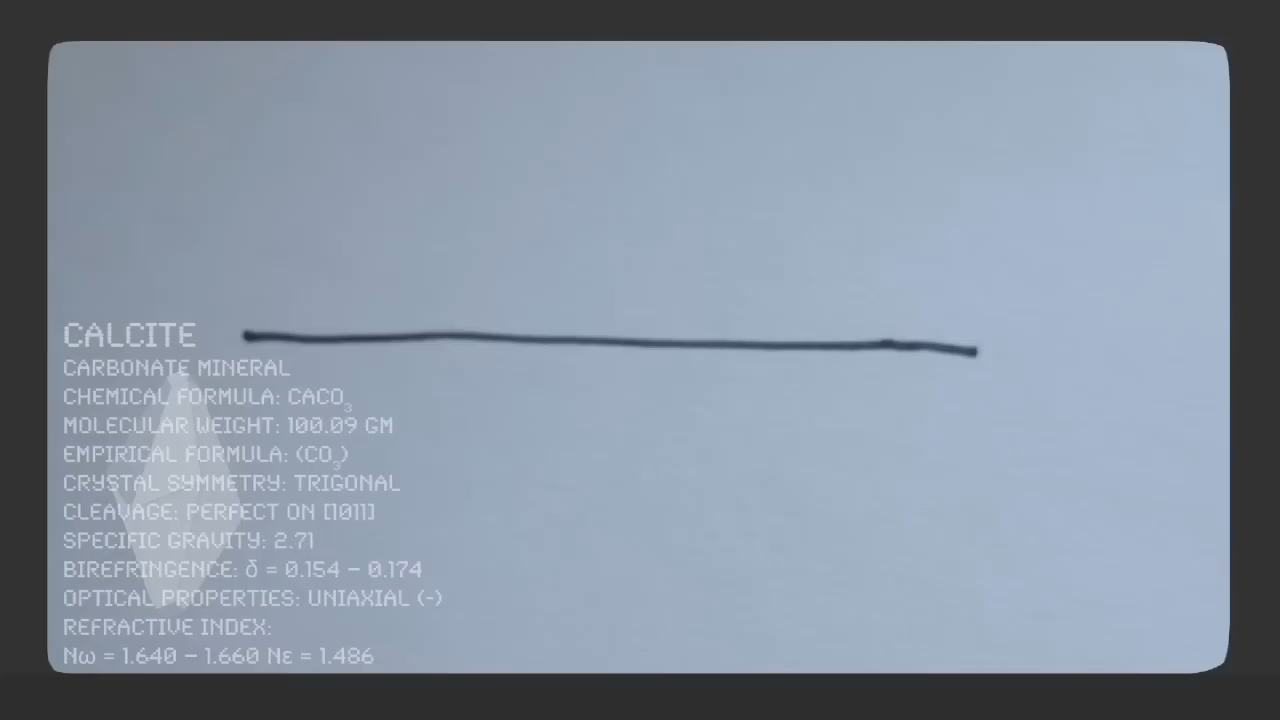 CALCITE
CARBONATE MINERAL
CHEMICAL FORMULA: CACO₃
MOLECULAR WEIGHT: 100.09 GM
EMPIRICAL FORMULA: (CO₃)
CRYSTAL SYMMETRY: TRIGONAL
CLEAVAGE: PERFECT ON [1011]
SPECIFIC GRAVITY: 2.71
BIREFRINGENCE: δ = 0.154 – 0.174
OPTICAL PROPERTIES: UNIAXIAL (-)
REFRACTIVE INDEX:
Nω = 1.640 – 1.660 Nε = 1.486